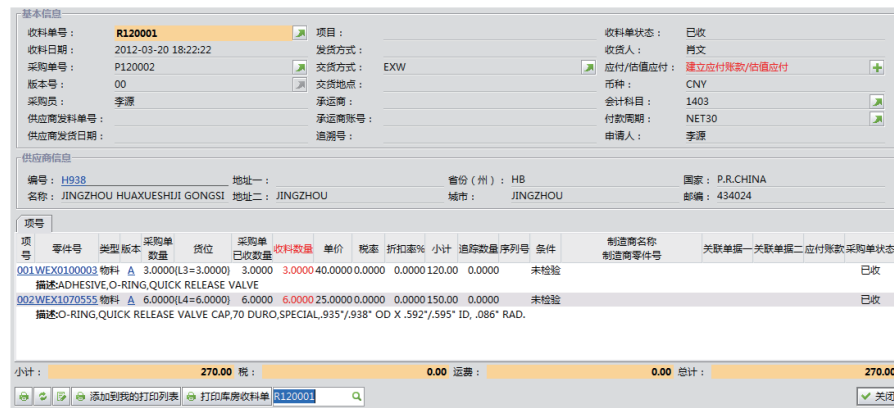 基本信息
收料单号： R120001 项目： 收料单状态： 已收
收料日期： 2012-03-20 18:22:22 发货方式： 收货人： 肖文
采购单号： P120002 交货方式： EXW 应付/估值应付： 建立应付账款/估值应付
版本号： 00 交货地点： 币种： CNY
采购员： 李源 承运商： 会计科目： 1403
供应商发料单号： 承运商账号： 付款周期： NET30
供应商发货日期： 追溯号： 申请人： 李源
供应商信息
编号： H938 地址一： 省份（州）： HB 国家： P.R.CHINA
名称： JINGZHOU HUAXUESHIJI GONGSI 地址二： JINGZHOU 城市： JINGZHOU 邮编： 434024
项号
项号 零件号 类型 版本 采购单数量 货位 采购单已收数量 收料数量 单价 税率 折扣率% 小计 追踪数量 序列号 条件 制造商名称 制造商零件号 关联单据一 关联单据二 应付账款 采购单状态
001 WEX0100003 物料 A 3.0000 (L3=3.0000) 3.0000 3.0000 40.0000 0.0000 0.0000 120.00 0.0000 未检验 已收
描述:ADHESIVE,O-RING,QUICK RELEASE VALVE
002 WEX1070555 物料 A 6.0000 (L4=6.0000) 6.0000 6.0000 25.0000 0.0000 0.0000 150.00 0.0000 未检验 已收
描述:O-RING,QUICK RELEASE VALVE CAP,70 DURO,SPECIAL,.935"/.938" OD X .592"/.595" ID, .086" RAD.
小计： 270.00 税： 0.00 运费： 0.00 总计： 270.00
添加到我的打印列表 打印库房收料单 R120001 关闭